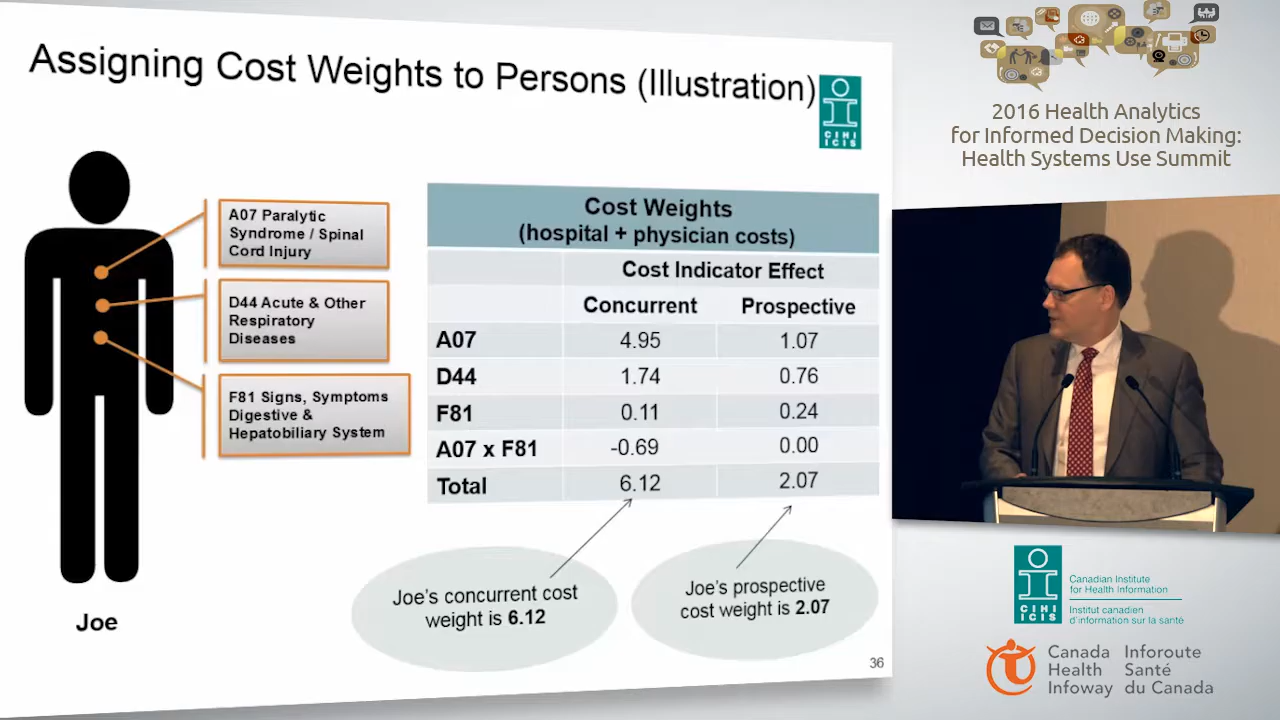 Assigning Cost Weights to Persons (Illustration)
CIHI
ICIS
A07 Paralytic
Syndrome / Spinal
Cord Injury
D44 Acute & Other
Respiratory
Diseases
F81 Signs, Symptoms
Digestive &
Hepatobiliary System
Joe
Cost Weights
(hospital + physician costs)
Cost Indicator Effect
Concurrent Prospective
A07 4.95 1.07
D44 1.74 0.76
F81 0.11 0.24
A07 x F81 -0.69 0.00
Total 6.12 2.07
Joe's concurrent cost
weight is 6.12
Joe's prospective
cost weight is 2.07
36
2016 Health Analytics
for Informed Decision Making:
Health Systems Use Summit
CIHI
ICIS
Canadian Institute
for Health Information
Institut canadien
d'information sur la santé
Canada
Health
Infoway
Inforoute
Santé
du Canada